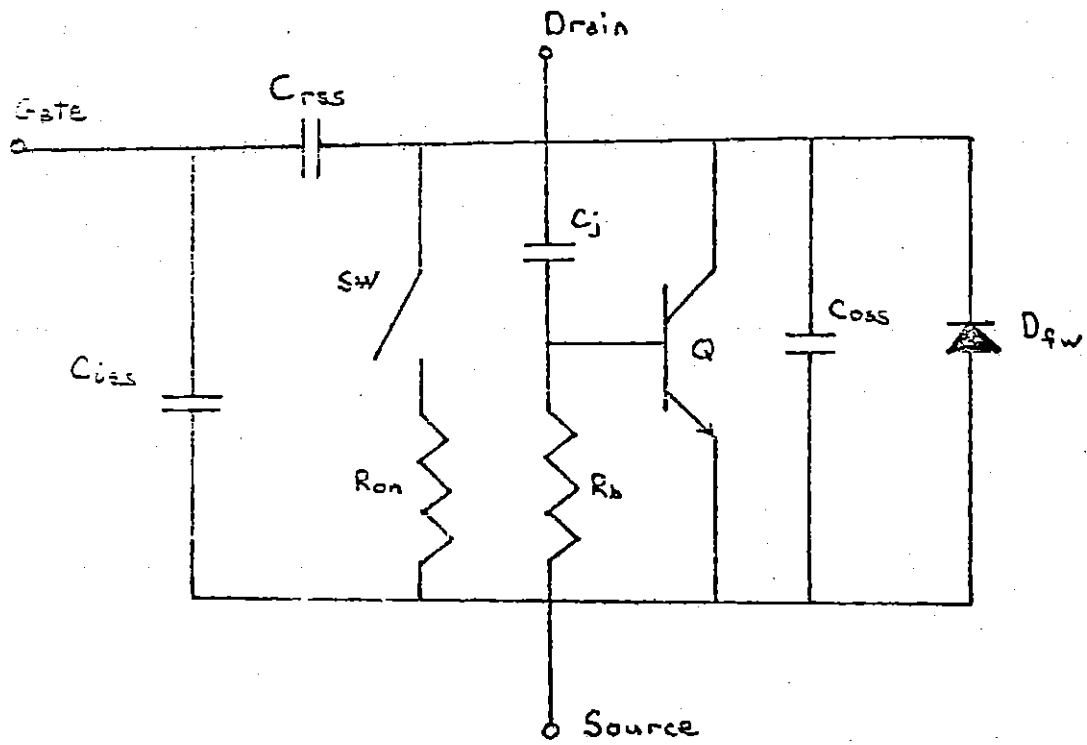 Drain
Crss
GATE
Cj
SW
Q
Coss
Dfw
Ciss
Ron
Rb
Source